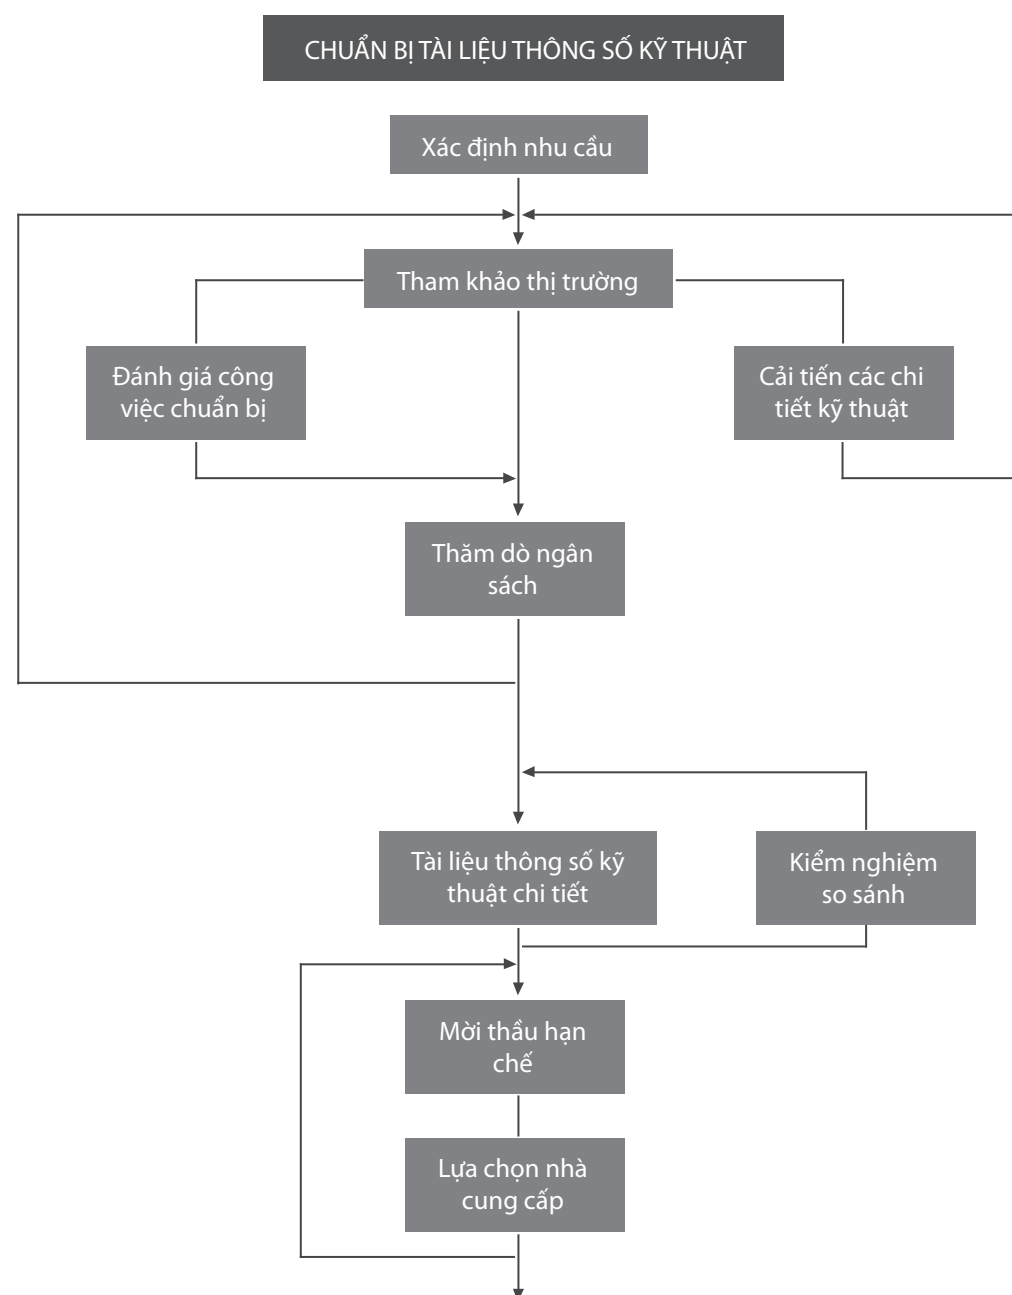 CHUẨN BỊ TÀI LIỆU THÔNG SỐ KỸ THUẬT
Xác định nhu cầu
Tham khảo thị trường
Đánh giá công
việc chuẩn bị
Cải tiến các chi
tiết kỹ thuật
Thăm dò ngân
sách
Tài liệu thông số kỹ
thuật chi tiết
Kiểm nghiệm
so sánh
Mời thầu hạn
chế
Lựa chọn nhà
cung cấp